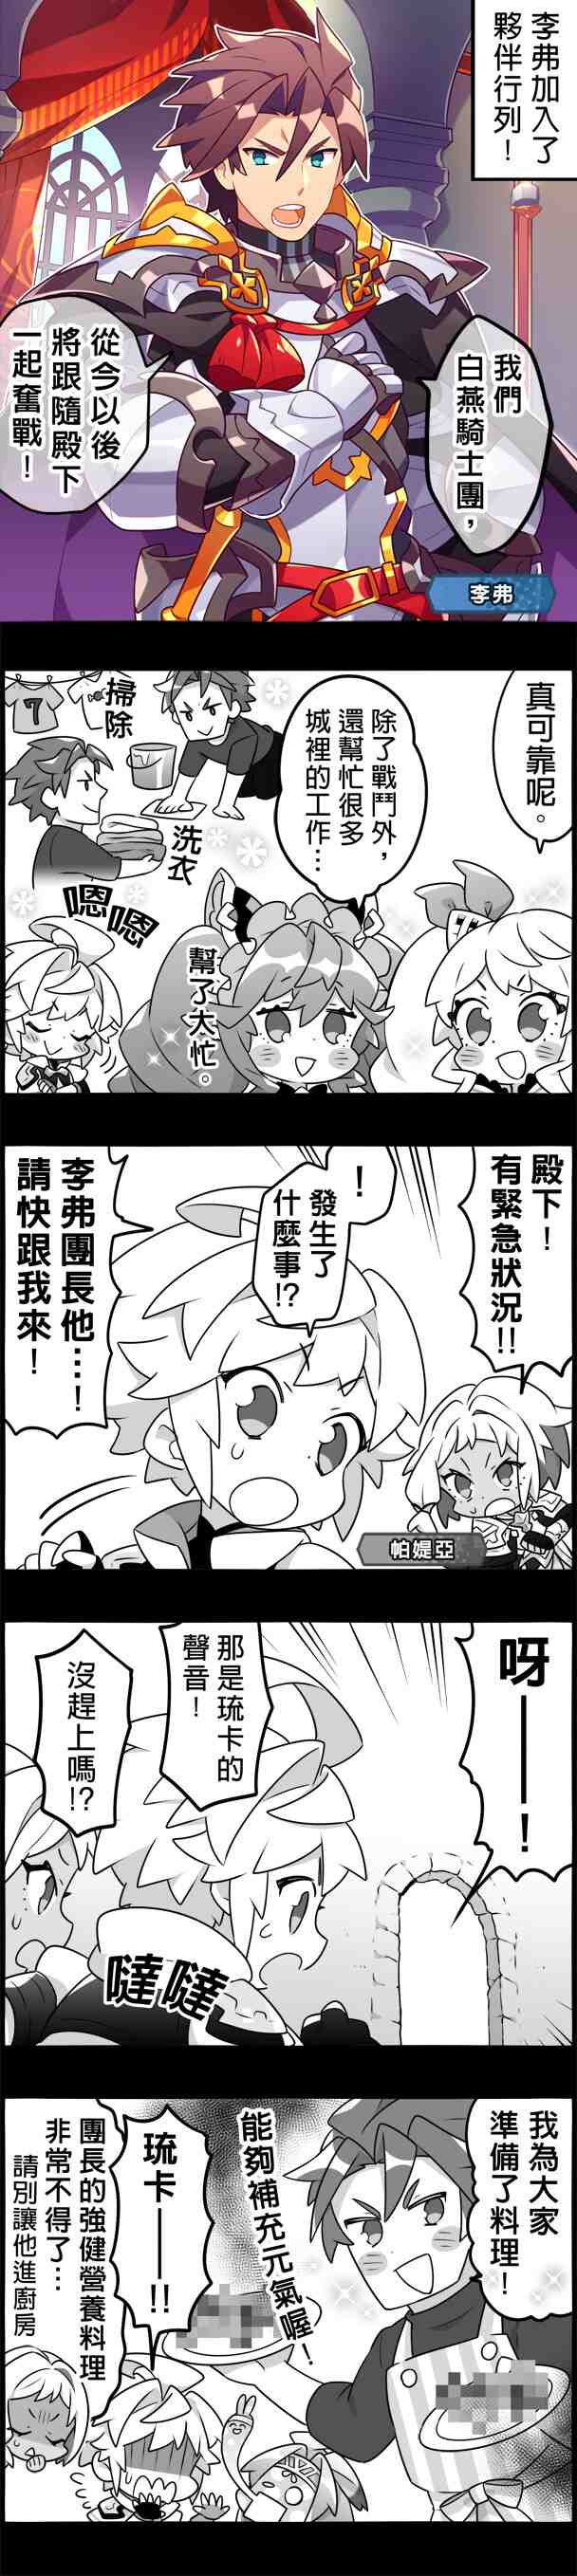 李弗加入了
夥伴行列！
我們
白燕騎士團，
從今以後
將跟隨殿下
一起奮戰！
李弗
真可靠呢。
除了戰鬥外，
還幫忙很多
城裡的工作…
掃除
洗衣
7
幫了大忙。
嗯嗯
殿下！
有緊急狀況!!
！
發生了
什麼事!?
李弗團長他…！
請快跟我來！
帕媞亞
呀——！
那是琉卡的
聲音！
沒趕上嗎!?
噠噠
我為大家
準備了料理！
能夠補充元氣喔！
琉卡——!!
團長的強健營養料理
非常不得了…
請別讓他進廚房